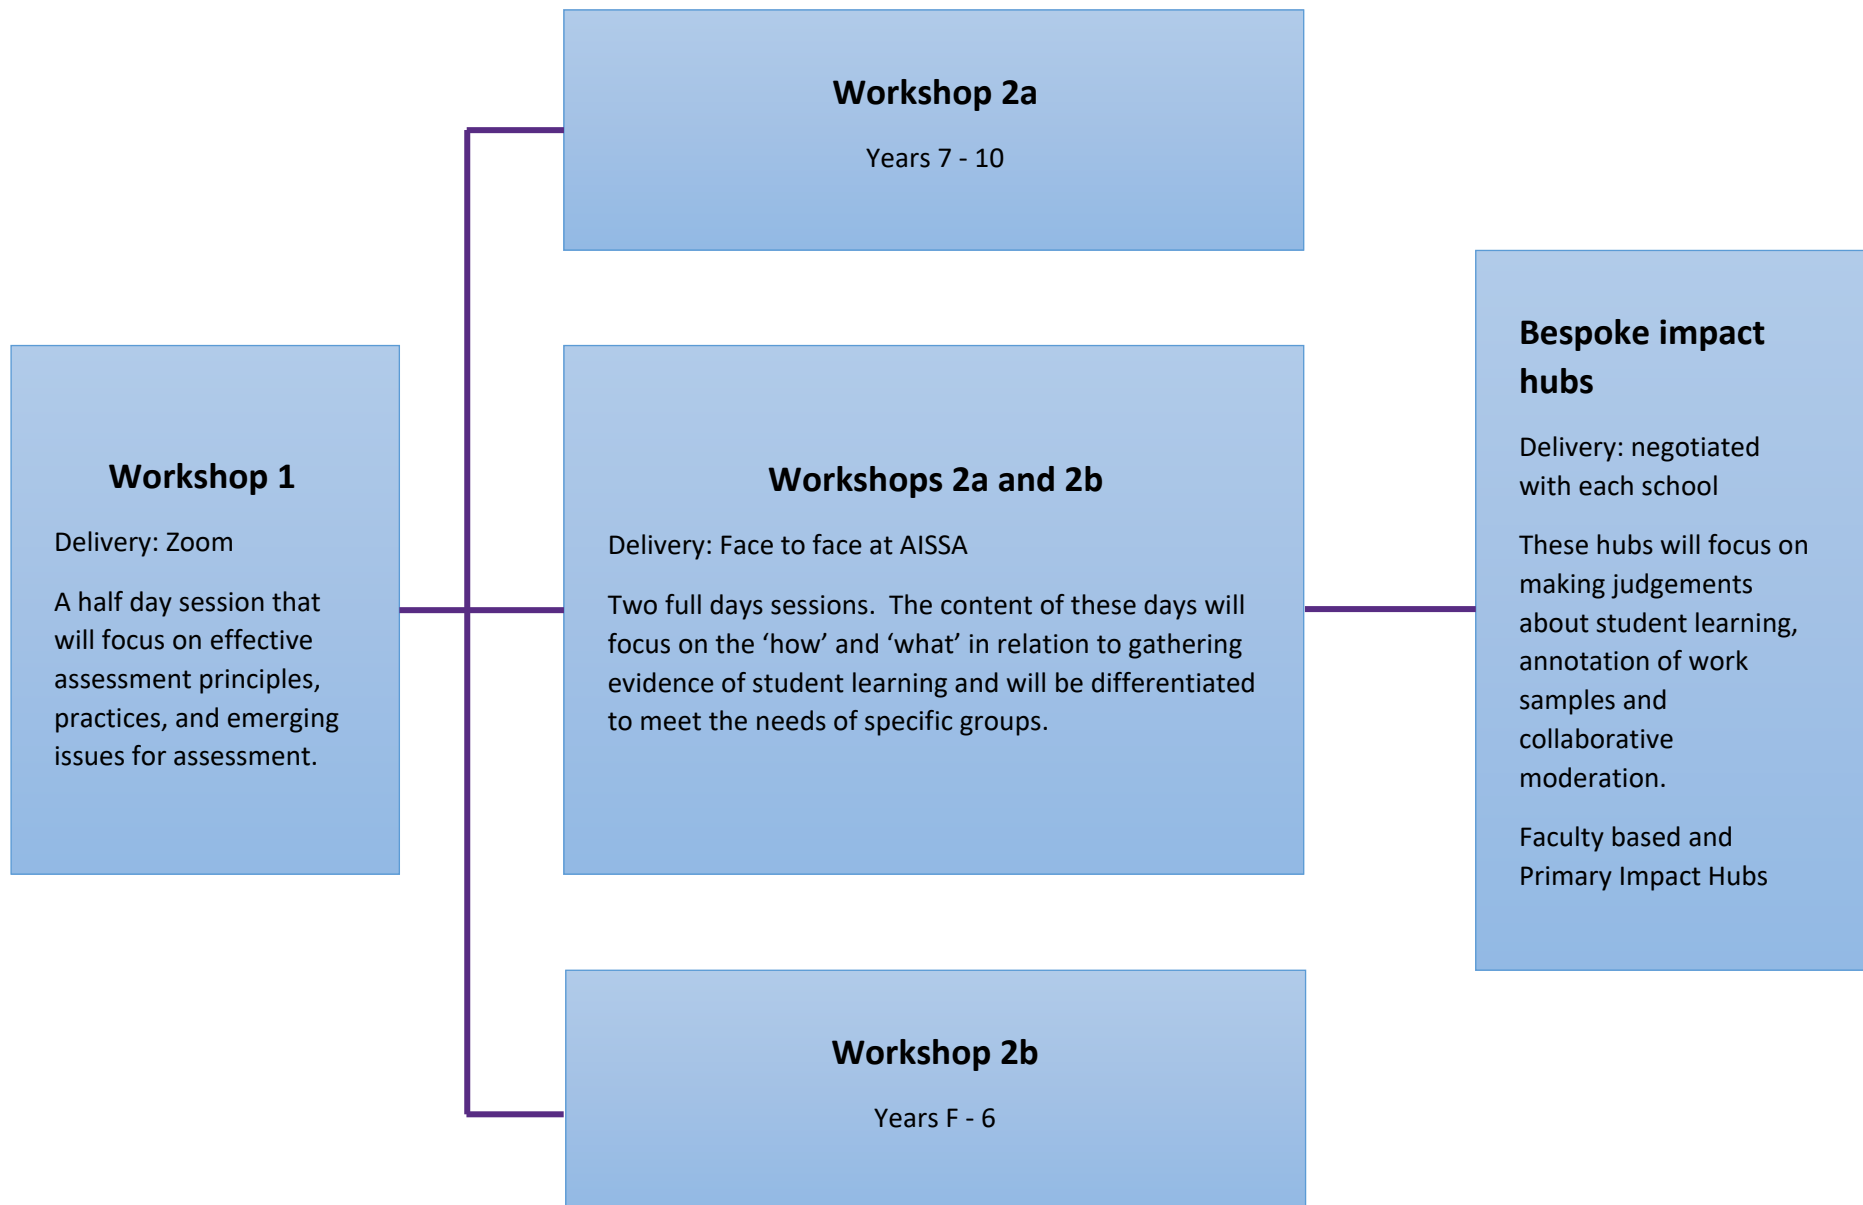 Workshop 1
Delivery: Zoom
A half day session that
will focus on effective
assessment principles,
practices, and emerging
issues for assessment.
Workshop 2a
Years 7 - 10
Workshops 2a and 2b
Delivery: Face to face at AISSA
Two full days sessions.  The content of these days will
focus on the ‘how’ and ‘what’ in relation to gathering
evidence of student learning and will be differentiated
to meet the needs of specific groups.
Workshop 2b
Years F - 6
Bespoke impact
hubs
Delivery: negotiated
with each school
These hubs will focus on
making judgements
about student learning,
annotation of work
samples and
collaborative
moderation.
Faculty based and
Primary Impact Hubs